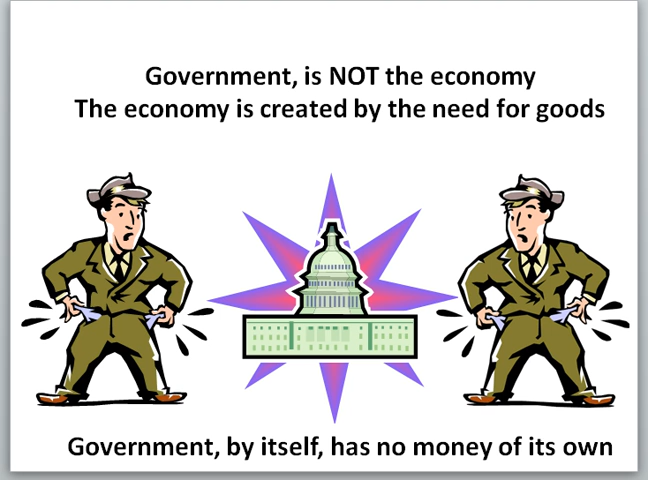 Government, is NOT the economy
The economy is created by the need for goods
Government, by itself, has no money of its own